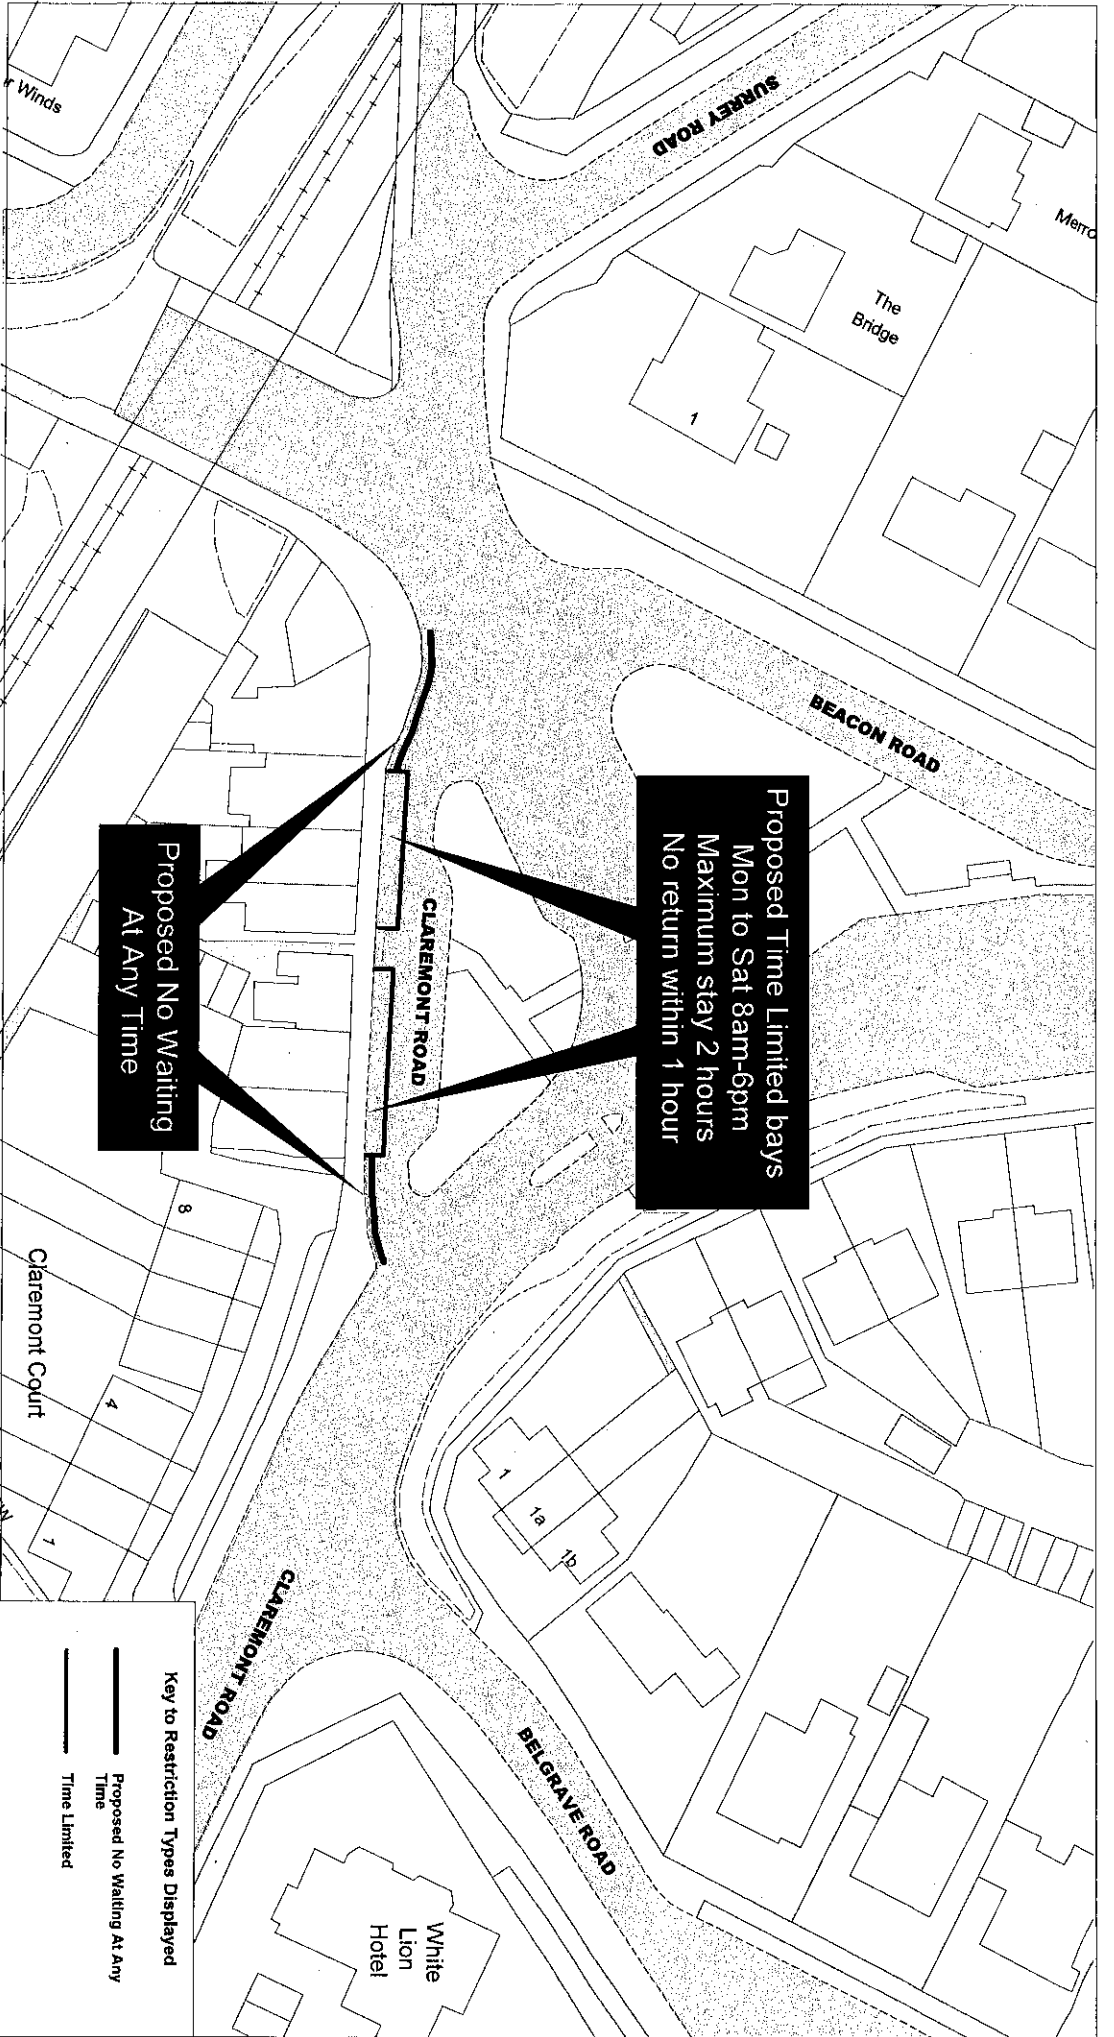 SURREY ROAD
Merro
The
Bridge
1
r Winds
BEACON ROAD
Proposed Time Limited bays
Mon to Sat 8am-6pm
Maximum stay 2 hours
No return within 1 hour
CLAREMONT ROAD
Proposed No Waiting
At Any Time
8
4
1
Claremont Court
1
1a
1b
CLAREMONT ROAD
BELGRAVE ROAD
White
Lion
Hotel
Key to Restriction Types Displayed
Proposed No Waiting At Any
Time
Time Limited